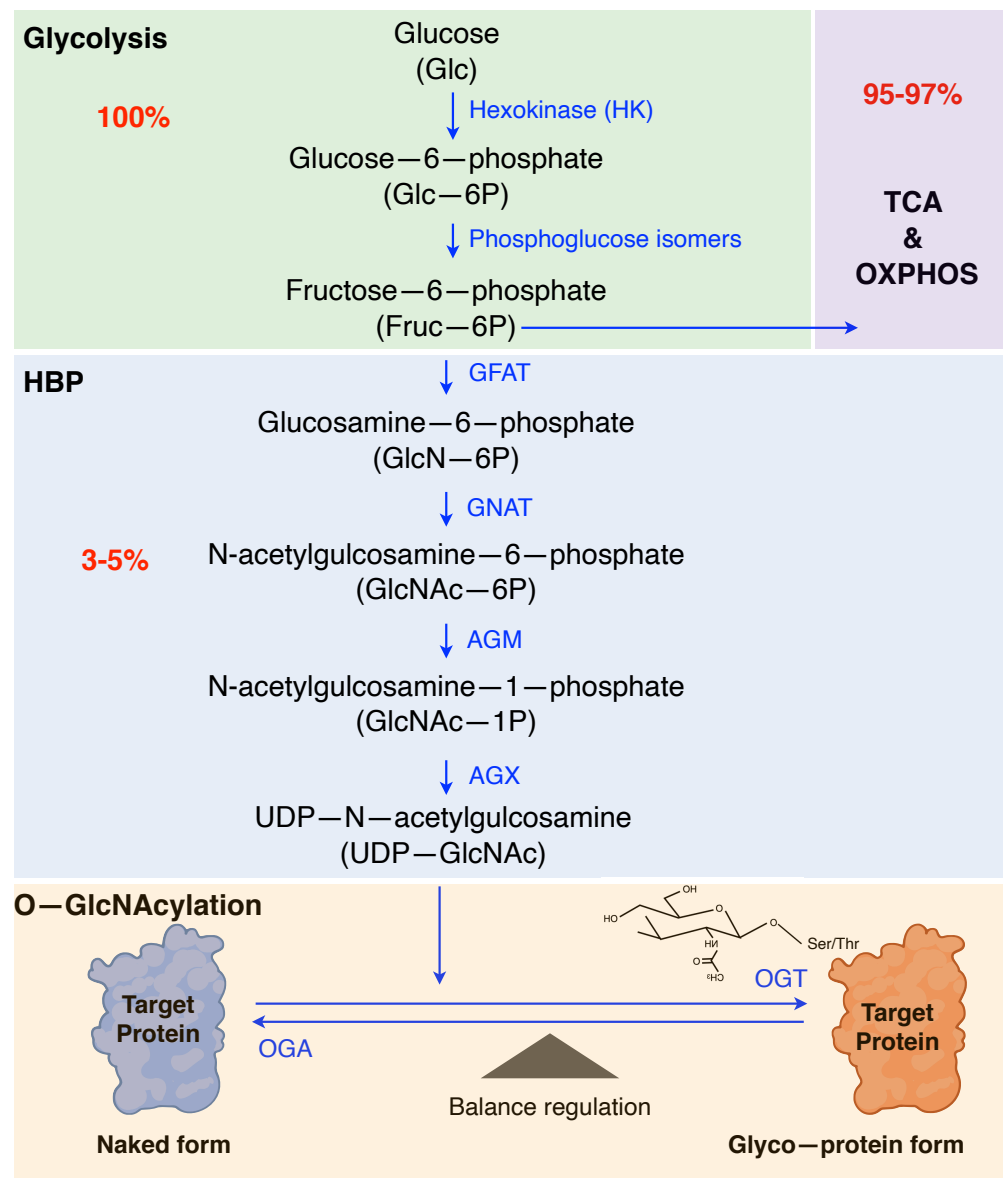 Glycolysis
Glucose
(Glc)
100%
95-97%
Hexokinase (HK)
Glucose—6—phosphate
(Glc—6P)
TCA
&
OXPHOS
Phosphoglucose isomers
Fructose—6—phosphate
(Fruc—6P)
HBP
GFAT
Glucosamine—6—phosphate
(GlcN—6P)
GNAT
3-5%
N-acetylgulcosamine—6—phosphate
(GlcNAc—6P)
AGM
N-acetylgulcosamine—1—phosphate
(GlcNAc—1P)
AGX
UDP—N—acetylgulcosamine
(UDP—GlcNAc)
O—GlcNAcylation
OH
HO
O
O
HN
O
CH3
Ser/Thr
OGT
Target
Protein
Target
Protein
OGA
Balance regulation
Naked form
Glyco—protein form